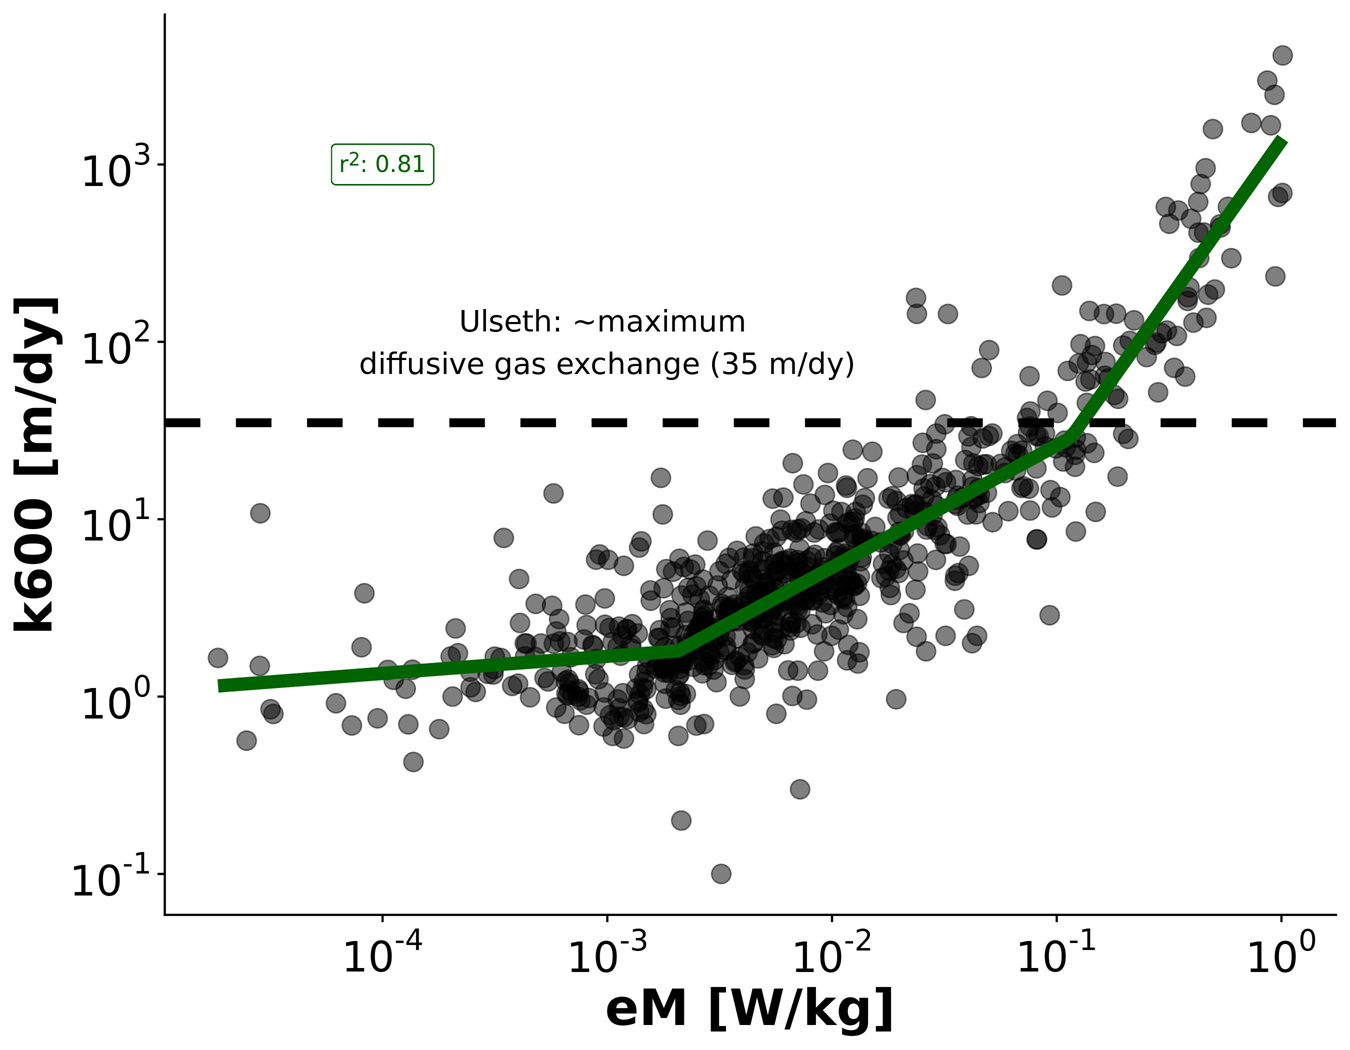 10³
r²: 0.81
Ulseth: ~maximum
10²
diffusive gas exchange (35 m/dy)
k600 [m/dy]
10¹
10⁰
10⁻¹
10⁻⁴ 10⁻³ 10⁻² 10⁻¹ 10⁰
eM [W/kg]